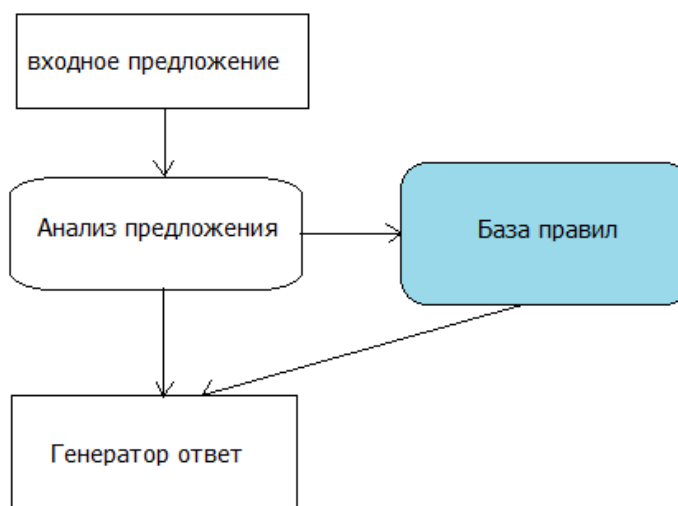 входное предложение
Анализ предложения
База правил
Генератор ответ